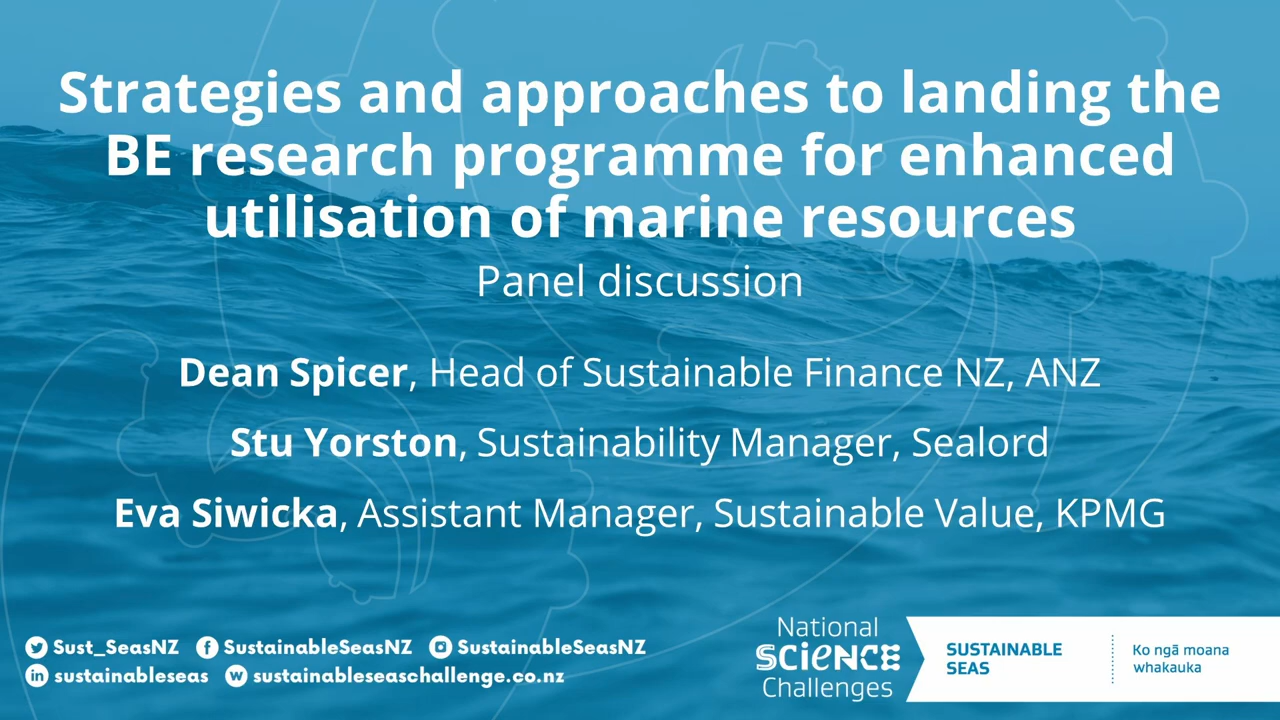 Strategies and approaches to landing the
BE research programme for enhanced
utilisation of marine resources
Panel discussion
Dean Spicer, Head of Sustainable Finance NZ, ANZ
Stu Yorston, Sustainability Manager, Sealord
Eva Siwicka, Assistant Manager, Sustainable Value, KPMG
Sust_SeasNZ SustainableSeasNZ SustainableSeasNZ
in sustainableseas W sustainableseaschallenge.co.nz
National
SCIENCE
Challenges
SUSTAINABLE
SEAS
Ko ngā moana
whakauka